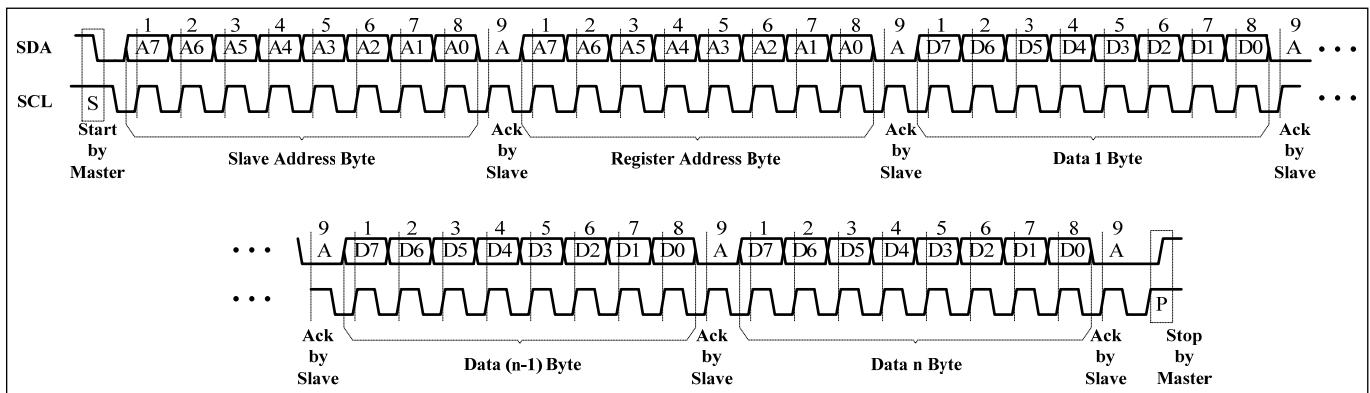 1 2 3 4 5 6 7 8 9 1 2 3 4 5 6 7 8 9 1 2 3 4 5 6 7 8 9
SDA A7 A6 A5 A4 A3 A2 A1 A0 A A7 A6 A5 A4 A3 A2 A1 A0 A D7 D6 D5 D4 D3 D2 D1 D0 A • • •
SCL S • • •
Start by Master
Slave Address Byte
Ack by Slave
Register Address Byte
Ack by Slave
Data 1 Byte
Ack by Slave
9 1 2 3 4 5 6 7 8 9 1 2 3 4 5 6 7 8 9
• • • A D7 D6 D5 D4 D3 D2 D1 D0 A D7 D6 D5 D4 D3 D2 D1 D0 A
• • • P
Ack by Slave
Data (n-1) Byte
Ack by Slave
Data n Byte
Ack by Slave
Stop by Master